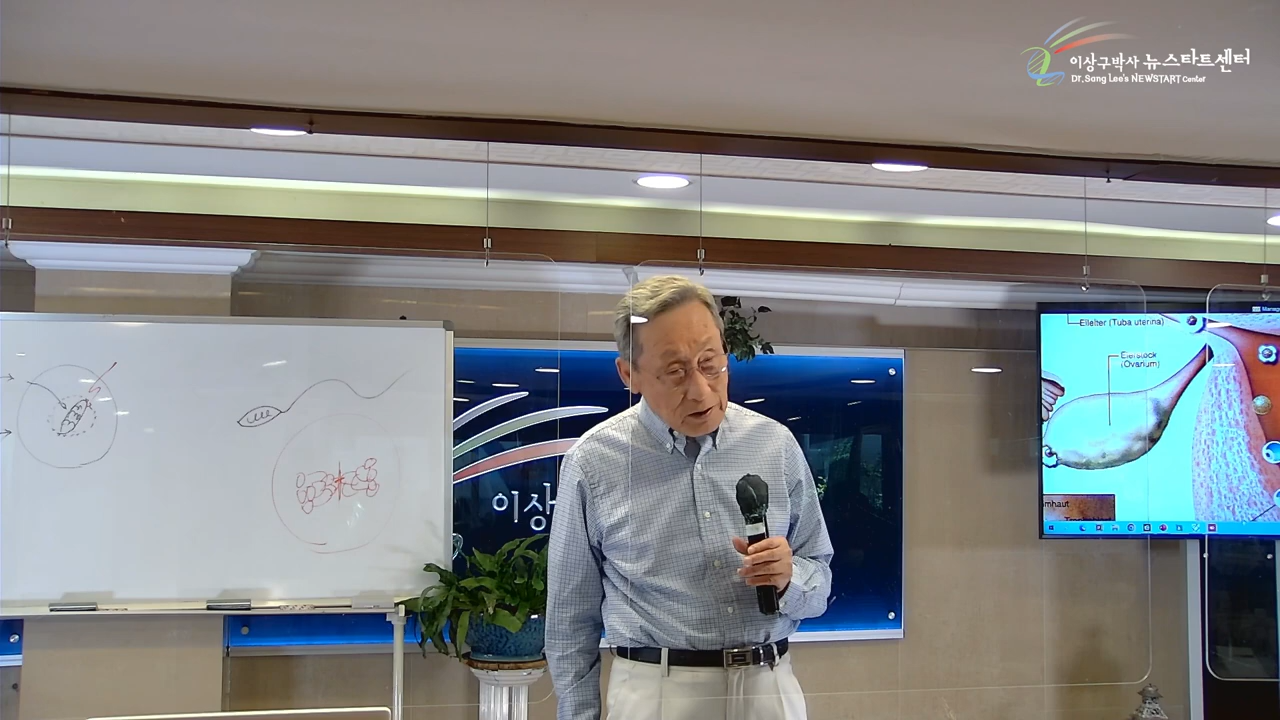 이상구박사 뉴스타트센터
Dr. Sang Lee's NEWSTART Center
Eileiter (Tuba uterina)
Eierstock
(Ovarium)
이상
mhaut